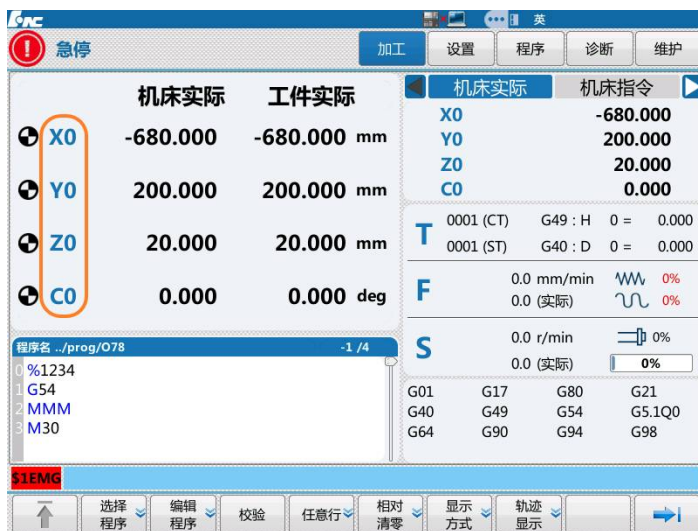 HNC
英
急停
加工 设置 程序 诊断 维护
机床实际 工件实际
X0 -680.000 -680.000 mm
Y0 200.000 200.000 mm
Z0 20.000 20.000 mm
C0 0.000 0.000 deg
机床实际 机床指令
X0 -680.000
Y0 200.000
Z0 20.000
C0 0.000
T 0001 (CT) G49 : H 0 = 0.000
0001 (ST) G40 : D 0 = 0.000
F 0.0 mm/min 0%
0.0 (实际) 0%
S 0.0 r/min 0%
0.0 (实际) 0%
程序名 ../prog/O78 -1 /4
0 %1234
1 G54
2 MMM
3 M30
G01 G17 G80 G21
G40 G49 G54 G5.1Q0
G64 G90 G94 G98
$1EMG
选择程序 编辑程序 校验 任意行 相对清零 显示方式 轨迹显示